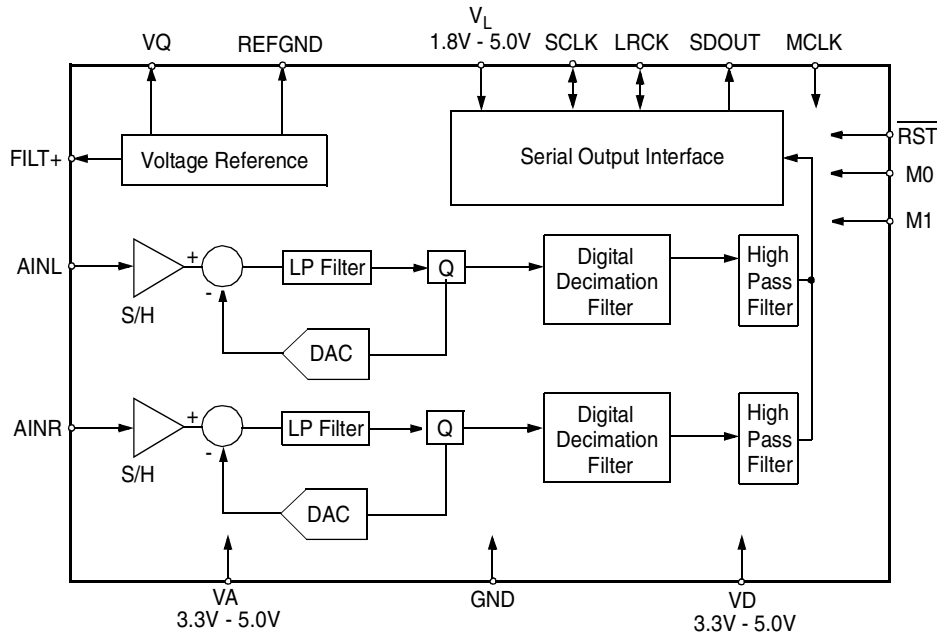 VL
VQ REFGND 1.8V - 5.0V SCLK LRCK SDOUT MCLK
RST
FILT+ Voltage Reference Serial Output Interface
M0
M1
AINL + - S/H LP Filter Q
Digital
Decimation
Filter
High
Pass
Filter
DAC
AINR + - S/H LP Filter Q
Digital
Decimation
Filter
High
Pass
Filter
DAC
VA
3.3V - 5.0V
GND
VD
3.3V - 5.0V